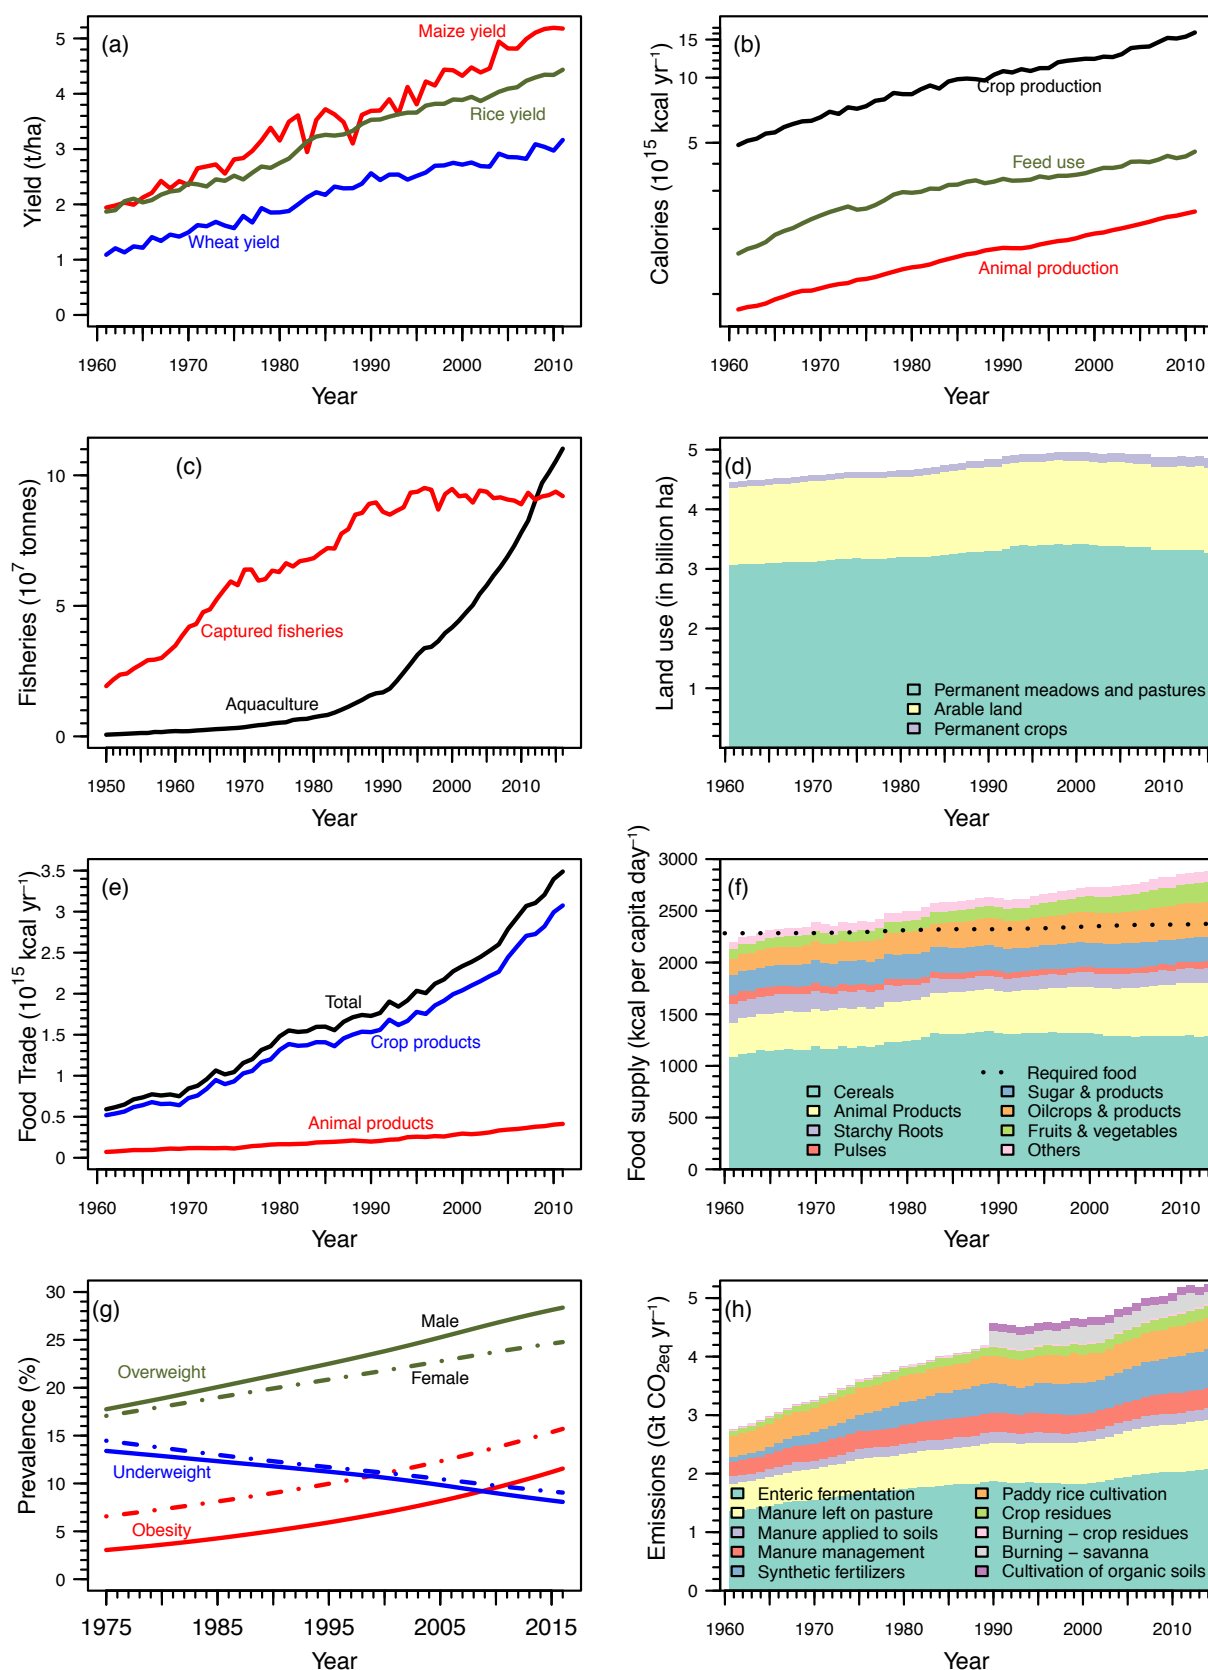 (a)
Maize yield
Rice yield
Wheat yield
Yield (t/ha)
0
1
2
3
4
5
1960
1970
1980
1990
2000
2010
Year
(b)
Crop production
Feed use
Animal production
Calories (10¹⁵ kcal yr⁻¹)
5
10
15
1960
1970
1980
1990
2000
2010
Year
(c)
Captured fisheries
Aquaculture
Fisheries (10⁷ tonnes)
0
5
10
1950
1960
1970
1980
1990
2000
2010
Year
(d)
Land use (in billion ha)
1
2
3
4
5
Permanent meadows and pastures
Arable land
Permanent crops
1960
1970
1980
1990
2000
2010
Year
(e)
Total
Crop products
Animal products
Food Trade (10¹⁵ kcal yr⁻¹)
0
0.5
1
1.5
2
2.5
3
3.5
1960
1970
1980
1990
2000
2010
Year
(f)
Food supply (kcal per capita day⁻¹)
0
500
1000
1500
2000
2500
3000
Required food
Cereals
Animal Products
Starchy Roots
Pulses
Sugar & products
Oilcrops & products
Fruits & vegetables
Others
1960
1970
1980
1990
2000
2010
Year
(g)
Male
Overweight
Female
Underweight
Obesity
Prevalence (%)
0
5
10
15
20
25
30
1975
1985
1995
2005
2015
Year
(h)
Emissions (Gt CO₂eq yr⁻¹)
0
1
2
3
4
5
Enteric fermentation
Manure left on pasture
Manure applied to soils
Manure management
Synthetic fertilizers
Paddy rice cultivation
Crop residues
Burning − crop residues
Burning − savanna
Cultivation of organic soils
1960
1970
1980
1990
2000
2010
Year